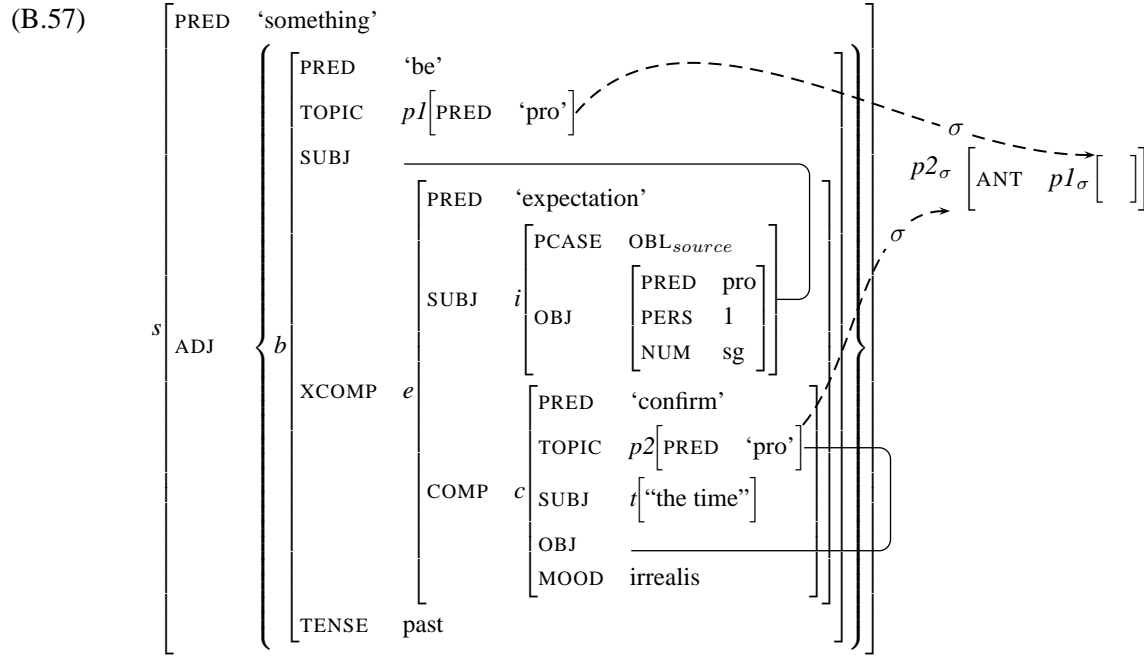 (B.57)
PRED ‘something’
PRED ‘be’
TOPIC p1[PRED ‘pro’]
σ
SUBJ
p2σ [ANT p1σ[ ]]
PRED ‘expectation’
σ
PCASE OBLsource
SUBJ i
PRED pro
OBJ PERS 1
s ADJ b
NUM sg
XCOMP e
PRED ‘confirm’
TOPIC p2[PRED ‘pro’]
COMP c
SUBJ t[“the time”]
OBJ
MOOD irrealis
TENSE past